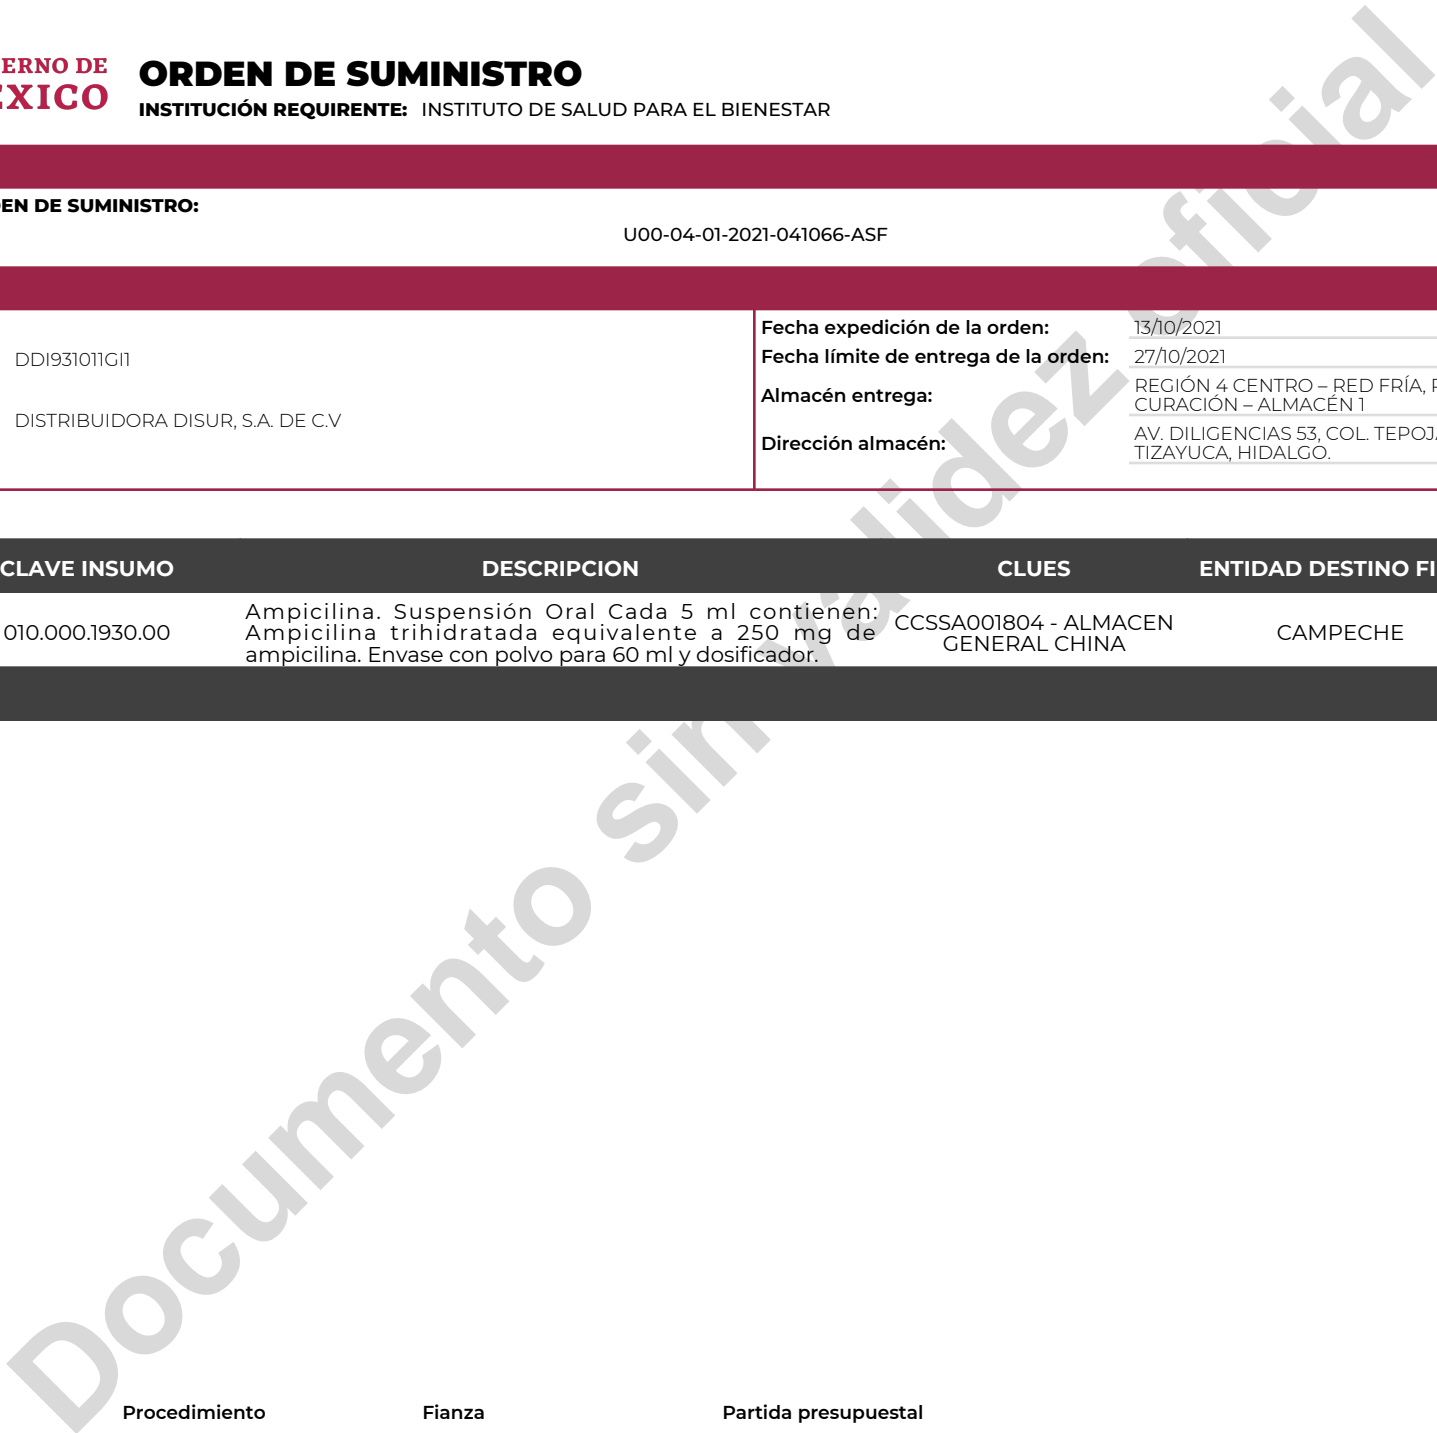 ERNO DE
ORDEN DE SUMINISTRO
EXICO
INSTITUCIÓN REQUIRENTE: INSTITUTO DE SALUD PARA EL BIENESTAR
EN DE SUMINISTRO:
U00-04-01-2021-041066-ASF
DDI931011GI1
DISTRIBUIDORA DISUR, S.A. DE C.V
Fecha expedición de la orden: 13/10/2021
Fecha límite de entrega de la orden: 27/10/2021
Almacén entrega: REGIÓN 4 CENTRO – RED FRÍA,
CURACIÓN – ALMACÉN 1
Dirección almacén: AV. DILIGENCIAS 53, COL. TEPOJ
TIZAYUCA, HIDALGO.
CLAVE INSUMO DESCRIPCION CLUES ENTIDAD DESTINO FI
010.000.1930.00
Ampicilina. Suspensión Oral Cada 5 ml contienen:
Ampicilina trihidratada equivalente a 250 mg de
ampicilina. Envase con polvo para 60 ml y dosificador.
CCSSA001804 - ALMACEN
GENERAL CHINA
CAMPECHE
Documento sin validez oficial
Procedimiento Fianza Partida presupuestal